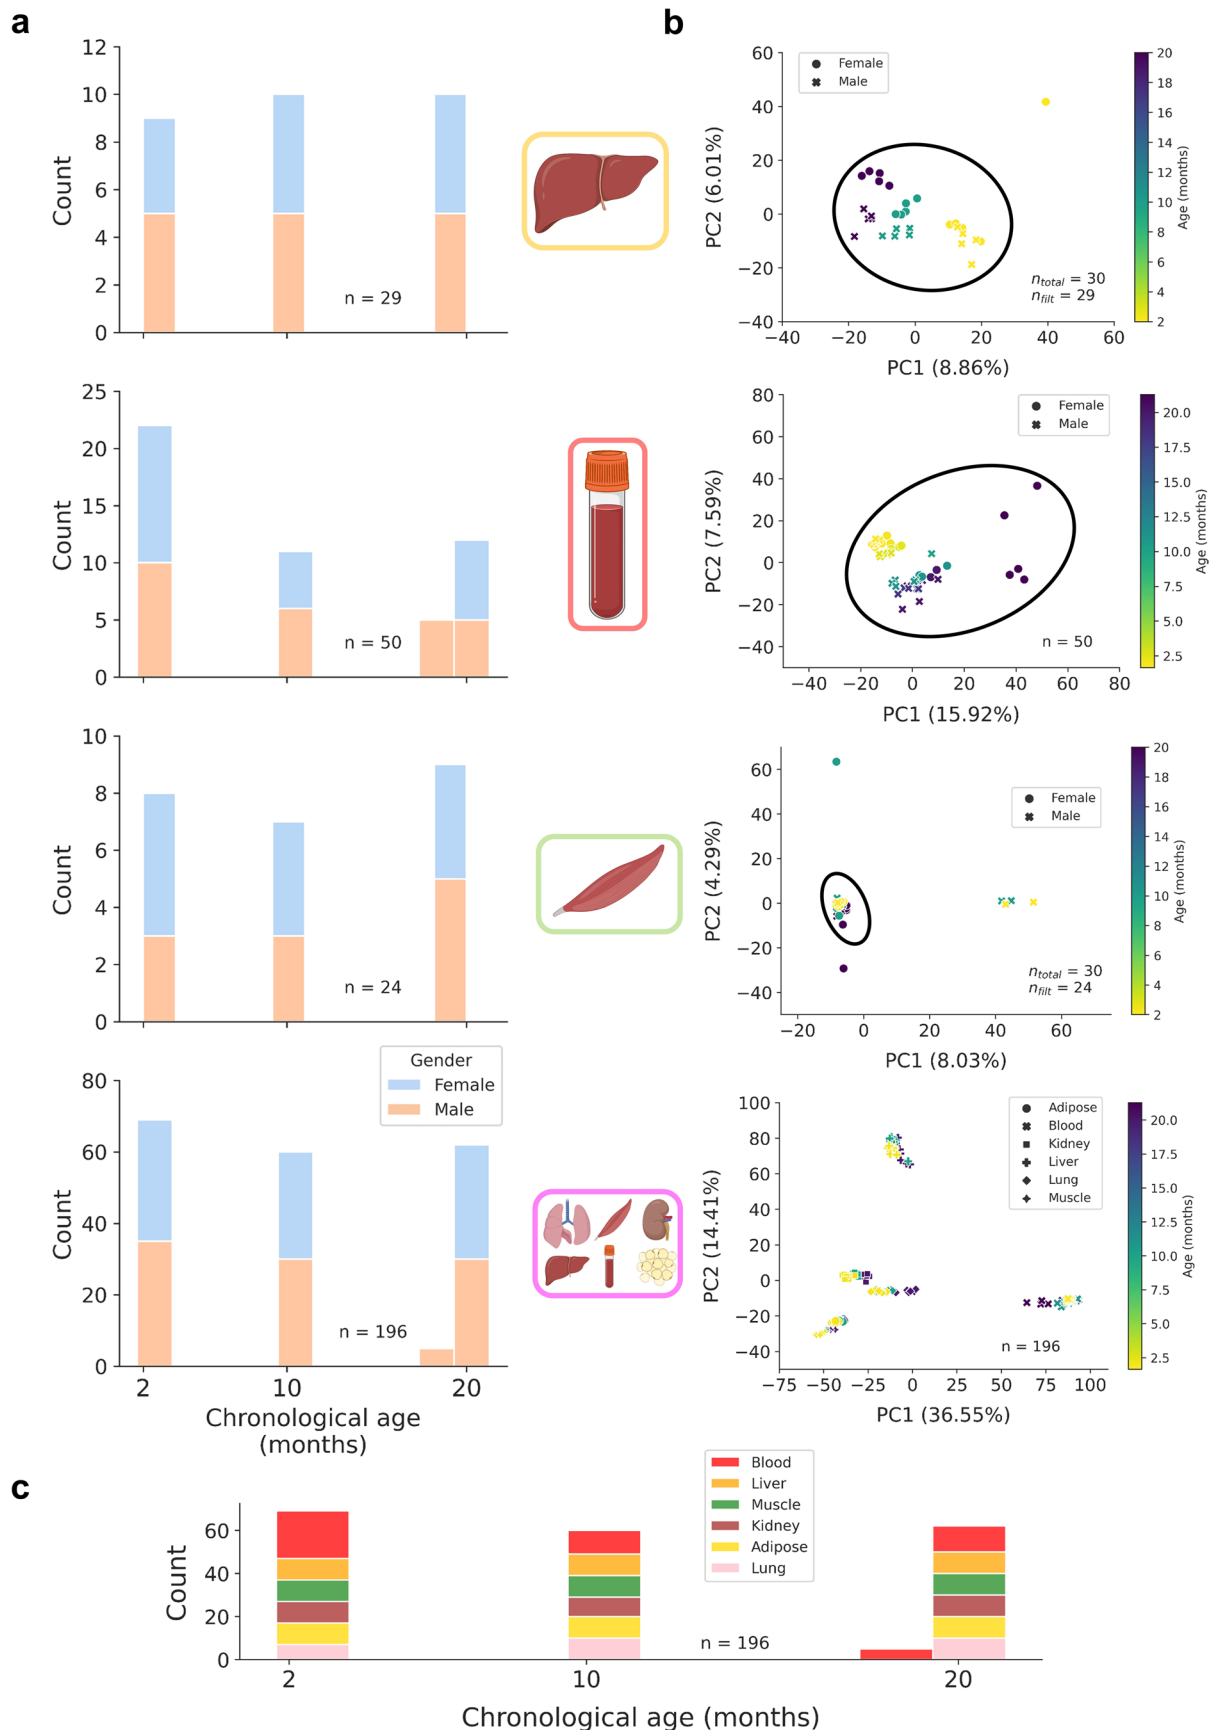 a
12
10
8
6
4
2
0
Count
n = 29
b
60
40
20
0
−20
−40
PC2 (6.01%)
Female
Male
n_total = 30
n_filt = 29
−40 −20 0 20 40 60
PC1 (8.86%)
20
18
16
14
12
10
8
6
4
2
Age (months)
25
20
15
10
5
0
Count
n = 50
80
60
40
20
0
−20
−40
PC2 (7.59%)
Female
Male
n = 50
−40 −20 0 20 40 60 80
PC1 (15.92%)
20.0
17.5
15.0
12.5
10.0
7.5
5.0
2.5
Age (months)
10
8
6
4
2
0
Count
n = 24
60
40
20
0
−20
−40
PC2 (4.29%)
Female
Male
n_total = 30
n_filt = 24
−20 0 20 40 60
PC1 (8.03%)
20
18
16
14
12
10
8
6
4
2
Age (months)
Gender
Female
Male
80
60
40
20
0
Count
n = 196
2 10 20
Chronological age
(months)
100
80
60
40
20
0
−20
−40
PC2 (14.41%)
Adipose
Blood
Kidney
Liver
Lung
Muscle
n = 196
−75 −50 −25 0 25 50 75 100
PC1 (36.55%)
20.0
17.5
15.0
12.5
10.0
7.5
5.0
2.5
Age (months)
c
Blood
Liver
Muscle
Kidney
Adipose
Lung
60
40
20
0
Count
n = 196
2 10 20
Chronological age (months)